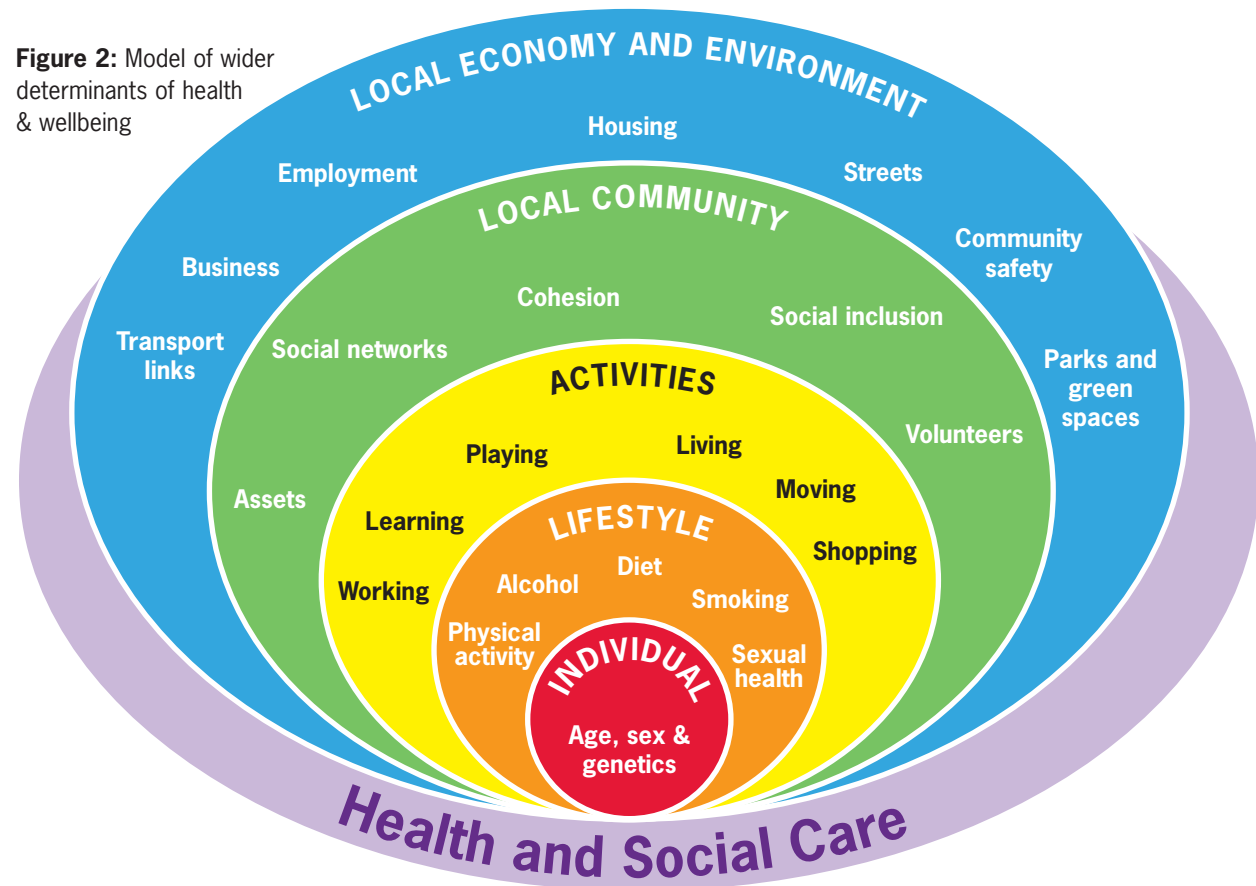 Figure 2: Model of wider
determinants of health
& wellbeing
LOCAL ECONOMY AND ENVIRONMENT
Housing
Employment
Streets
Business
Community
safety
Transport
links
Parks and
green
spaces
LOCAL COMMUNITY
Cohesion
Social inclusion
Social networks
Volunteers
Assets
ACTIVITIES
Playing
Living
Moving
Learning
Shopping
Working
LIFESTYLE
Diet
Alcohol
Smoking
Physical
activity
Sexual
health
INDIVIDUAL
Age, sex &
genetics
Health and Social Care